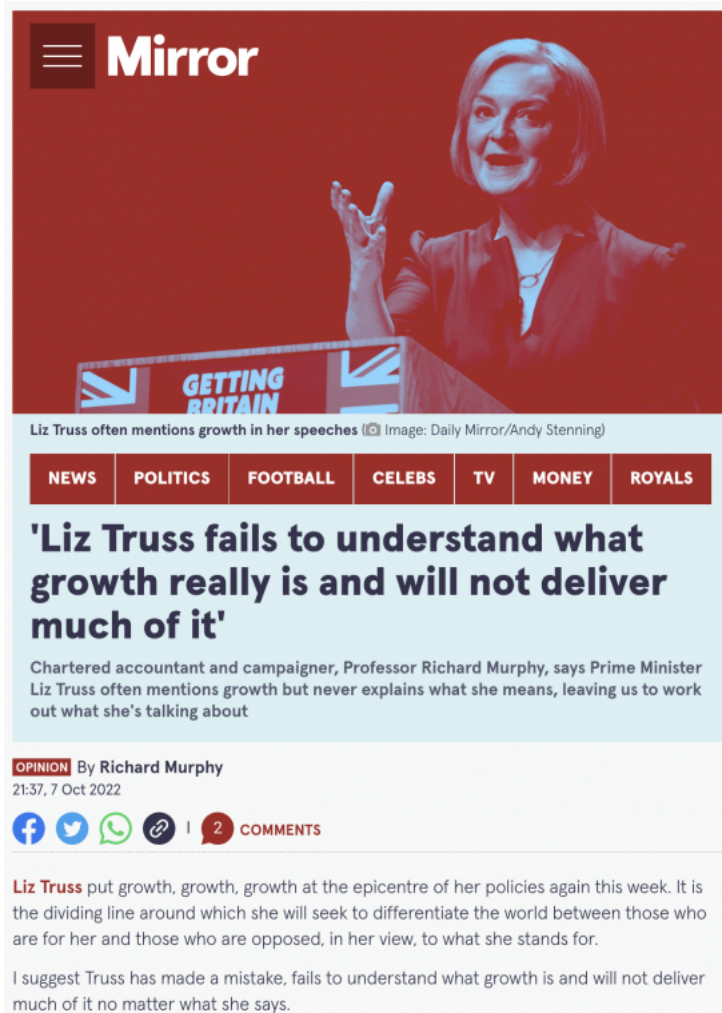 Mirror
GETTING
BRITAIN
Liz Truss often mentions growth in her speeches (Image: Daily Mirror/Andy Stenning)
NEWS
POLITICS
FOOTBALL
CELEBS
TV
MONEY
ROYALS
'Liz Truss fails to understand what
growth really is and will not deliver
much of it'
Chartered accountant and campaigner, Professor Richard Murphy, says Prime Minister
Liz Truss often mentions growth but never explains what she means, leaving us to work
out what she's talking about
OPINION By Richard Murphy
21:37, 7 Oct 2022
2 COMMENTS
Liz Truss put growth, growth, growth at the epicentre of her policies again this week. It is
the dividing line around which she will seek to differentiate the world between those who
are for her and those who are opposed, in her view, to what she stands for.
I suggest Truss has made a mistake, fails to understand what growth is and will not deliver
much of it no matter what she says.